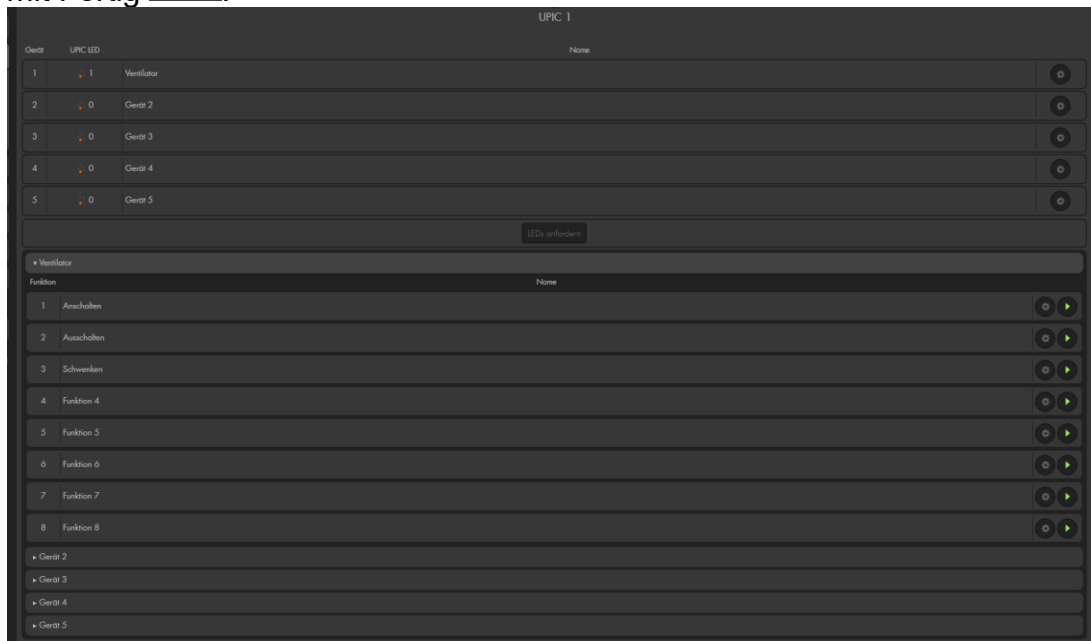 UPIC 1
Gerät UPIC LED Name
1 1 Ventilator
2 0 Gerät 2
3 0 Gerät 3
4 0 Gerät 4
5 0 Gerät 5
LEDs anfordern
▾ Ventilator
Funktion Name
1 Anschalten
2 Ausschalten
3 Schwenken
4 Funktion 4
5 Funktion 5
6 Funktion 6
7 Funktion 7
8 Funktion 8
▸ Gerät 2
▸ Gerät 3
▸ Gerät 4
▸ Gerät 5